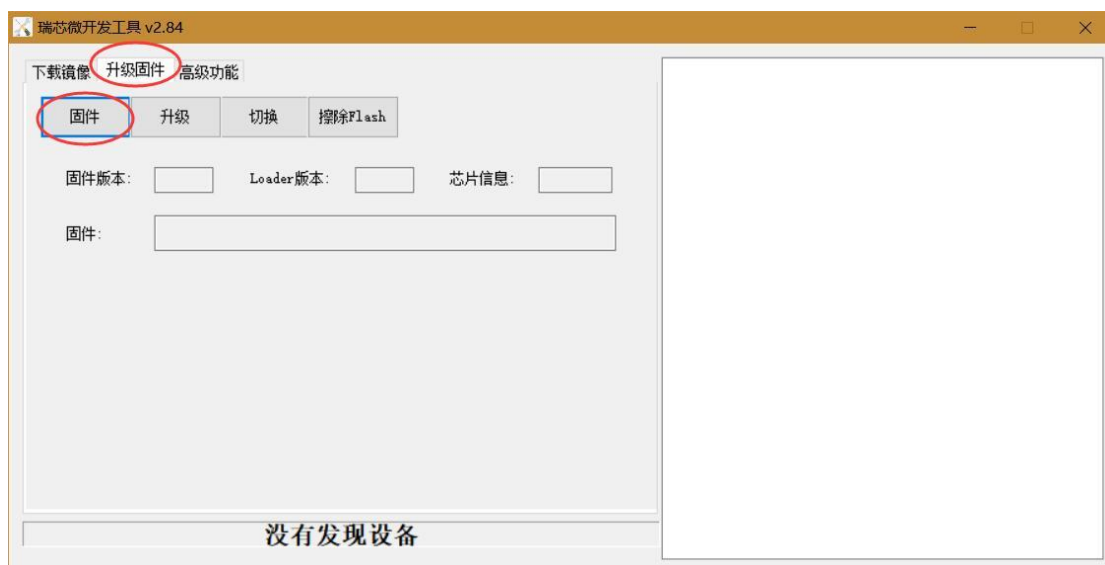 瑞芯微开发工具 v2.84
下载镜像 升级固件 高级功能
固件 升级 切换 擦除Flash
固件版本: Loader版本: 芯片信息:
固件:
没有发现设备